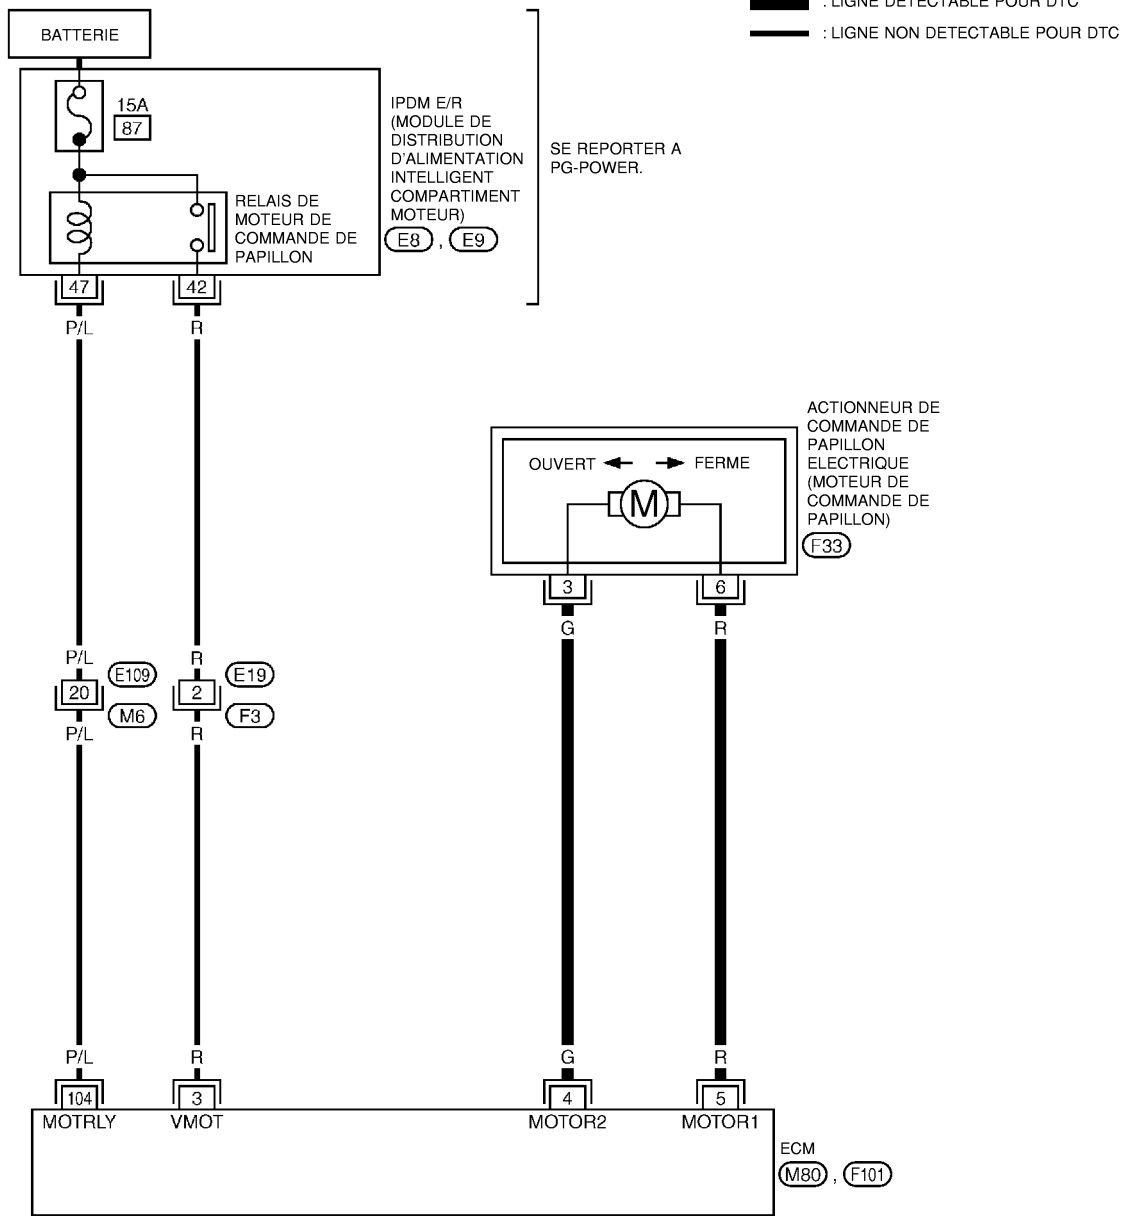 : LIGNE DETECTABLE POUR DTC
: LIGNE NON DETECTABLE POUR DTC
BATTERIE
15A
87
IPDM E/R
(MODULE DE
DISTRIBUTION
D'ALIMENTATION
INTELLIGENT
COMPARTIMENT
MOTEUR)
E8 , E9
SE REPORTER A
PG-POWER.
RELAIS DE
MOTEUR DE
COMMANDE DE
PAPILLON
47 42
P/L R
ACTIONNEUR DE
COMMANDE DE
PAPILLON
ELECTRIQUE
(MOTEUR DE
COMMANDE DE
PAPILLON)
F33
OUVERT FERME
M
3 6
G R
P/L R
E109 E19
20 2
M6 F3
P/L R
P/L R G R
104 3 4 5
MOTRLY VMOT MOTOR2 MOTOR1
ECM
M80 , F101